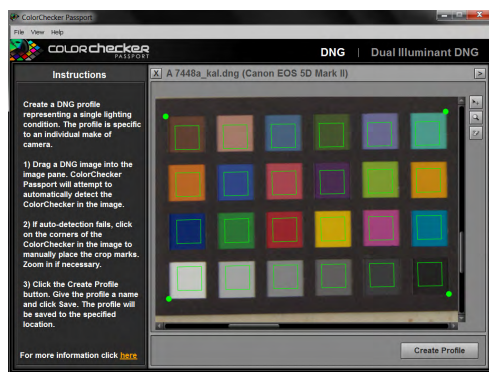 ColorChecker Passport
File View Help
COLORCHECKER
PASSPORT
DNG | Dual Illuminant DNG
Instructions
Create a DNG profile
representing a single lighting
condition. The profile is specific
to an individual make of
camera.
1) Drag a DNG image into the
image pane. ColorChecker
Passport will attempt to
automatically detect the
ColorChecker in the image.
2) If auto-detection fails, click
on the corners of the
ColorChecker in the image to
manually place the crop marks.
Zoom in if necessary.
3) Click the Create Profile
button. Give the profile a name
and click Save. The profile will
be saved to the specified
location.
For more information click here
X A 7448a_kal.dng (Canon EOS 5D Mark II) >
Create Profile